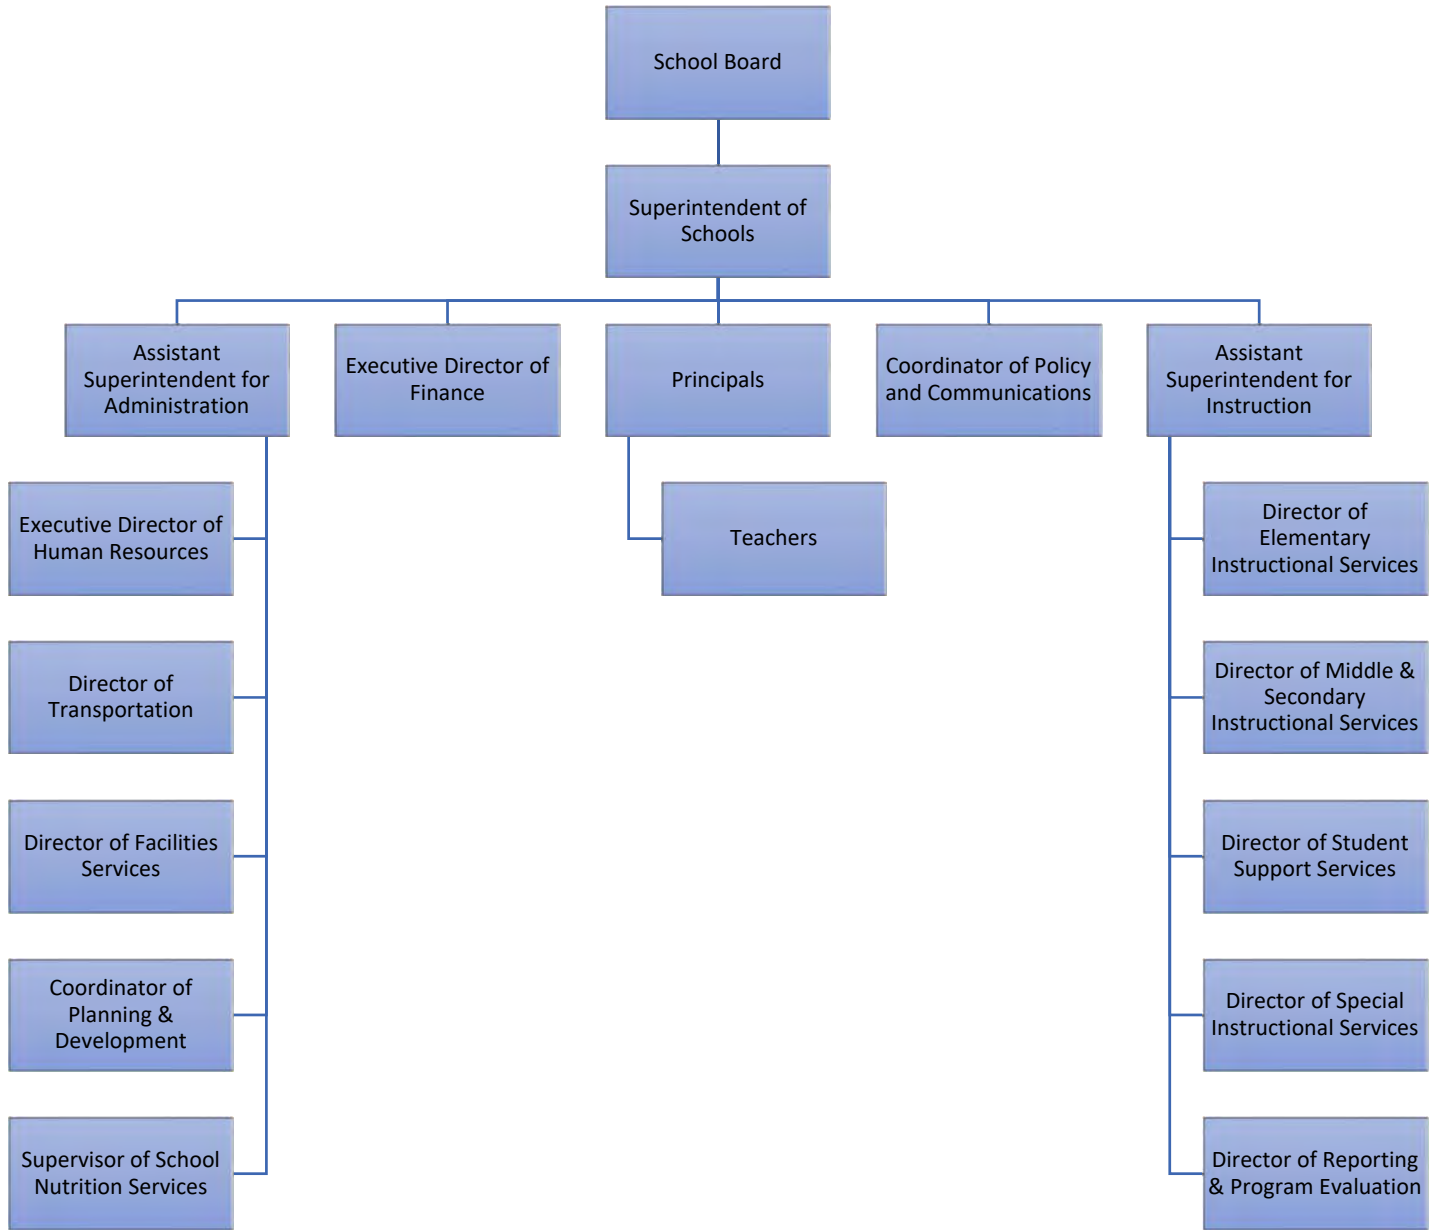 School Board
Superintendent of
Schools
Assistant
Superintendent for
Administration
Executive Director of
Finance
Principals
Coordinator of Policy
and Communications
Assistant
Superintendent for
Instruction
Executive Director of
Human Resources
Teachers
Director of
Elementary
Instructional Services
Director of
Transportation
Director of Middle &
Secondary
Instructional Services
Director of Facilities
Services
Director of Student
Support Services
Coordinator of
Planning &
Development
Director of Special
Instructional Services
Supervisor of School
Nutrition Services
Director of Reporting
& Program Evaluation